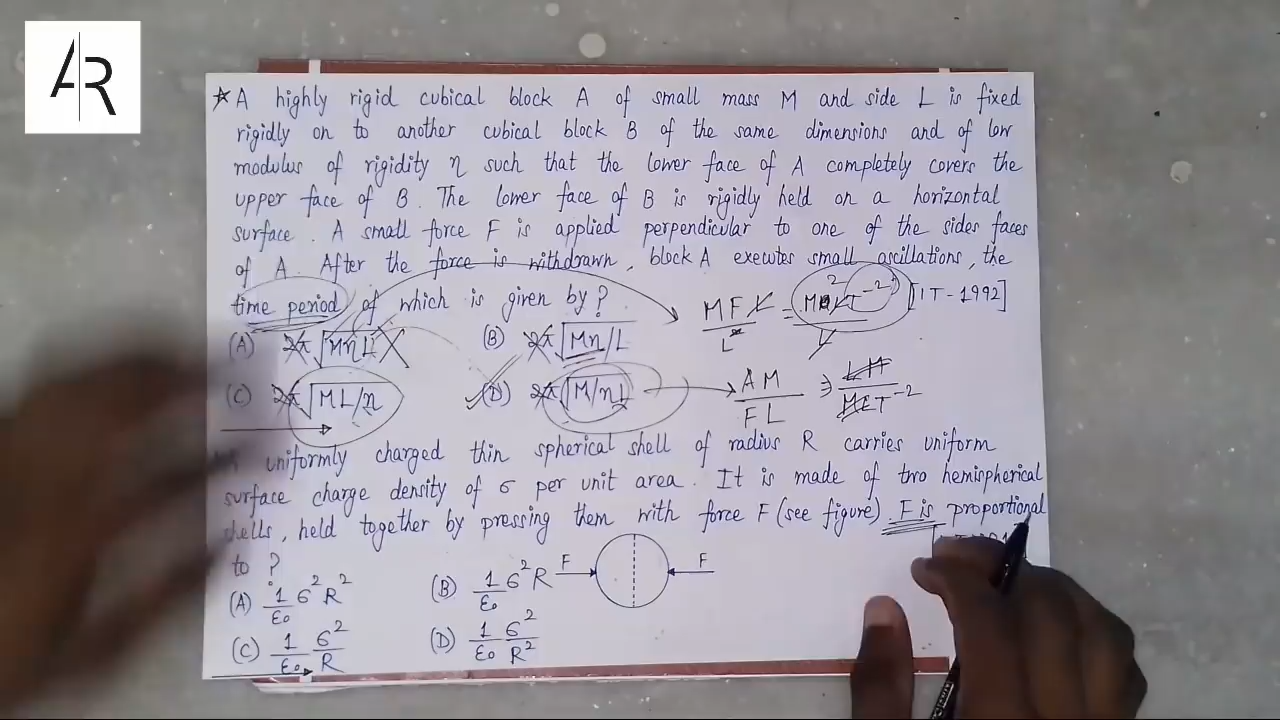 AR
* A highly rigid cubical block A of small mass M and side L is fixed
rigidly on to another cubical block B of the same dimensions and of low
modulus of rigidity η such that the lower face of A completely covers the
upper face of B. The lower face of B is rigidly held on a horizontal
surface. A small force F is applied perpendicular to one of the sides faces
of A. After the force is withdrawn, block A executes small oscillations, the
time period of which is given by?
[IIT-1992]
(A) 2π√MηL (B) 2π√Mη/L
(C) 2π√ML/η (D) 2π√M/ηL
AM/FL
uniformly charged thin spherical shell of radius R carries uniform
surface charge density of σ per unit area. It is made of two hemispherical
shells, held together by pressing them with force F (see figure). F is proportional
to ?
F F
(A) 1/ε₀ σ² R² (B) 1/ε₀ σ² R
(C) 1/ε₀ σ²/R (D) 1/ε₀ σ²/R²